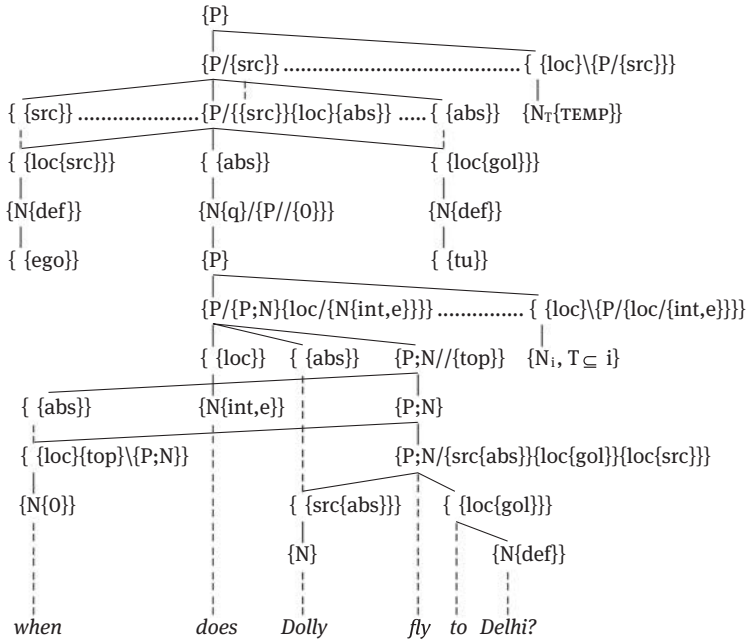 {P}
{P/{src}} ............................................ { {loc}\{P/{src}}}
{ {src} ......................{P/{{src}}{loc}{abs}} ..... { {abs}} {N_T{TEMP}}
{ {loc{src}}} { {abs}} { {loc{gol}}}
{N{def}} {N{q}/{P//{0}}} {N{def}}
{ {ego}} {P} { {tu}}
{P/{P;N}{loc/{N{int,e}}}} ............... { {loc}\{P/{loc/{int,e}}}}
{ {loc}} { {abs}} {P;N//{top}} {N_i, T ⊆ i}
{ {abs}} {N{int,e}} {P;N}
{ {loc}{top}\{P;N}} {P;N/{src{abs}}{loc{gol}}{loc{src}}}
{N{0}} { {src{abs}}} { {loc{gol}}}
{N} {N{def}}
when does Dolly fly to Delhi?